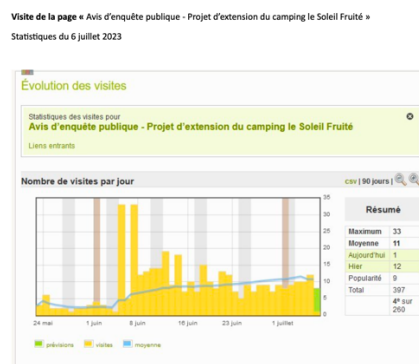 Visite de la page « Avis d'enquête publique - Projet d'extension du camping le Soleil Fruité »
Statistiques du 6 juillet 2023
Évolution des visites
Statistiques des visites pour
Avis d'enquête publique - Projet d'extension du camping le Soleil Fruité
Liens entrants
Nombre de visites par jour
csv | 90 jours |
35
30
25
20
15
10
5
0
24 mai 1 juin 8 juin 16 juin 23 juin 1 juillet
prévisions visites moyenne
Résumé
Maximum 33
Moyenne 11
Aujourd'hui 1
Hier 12
Popularité 9
Total 397
4e sur
260